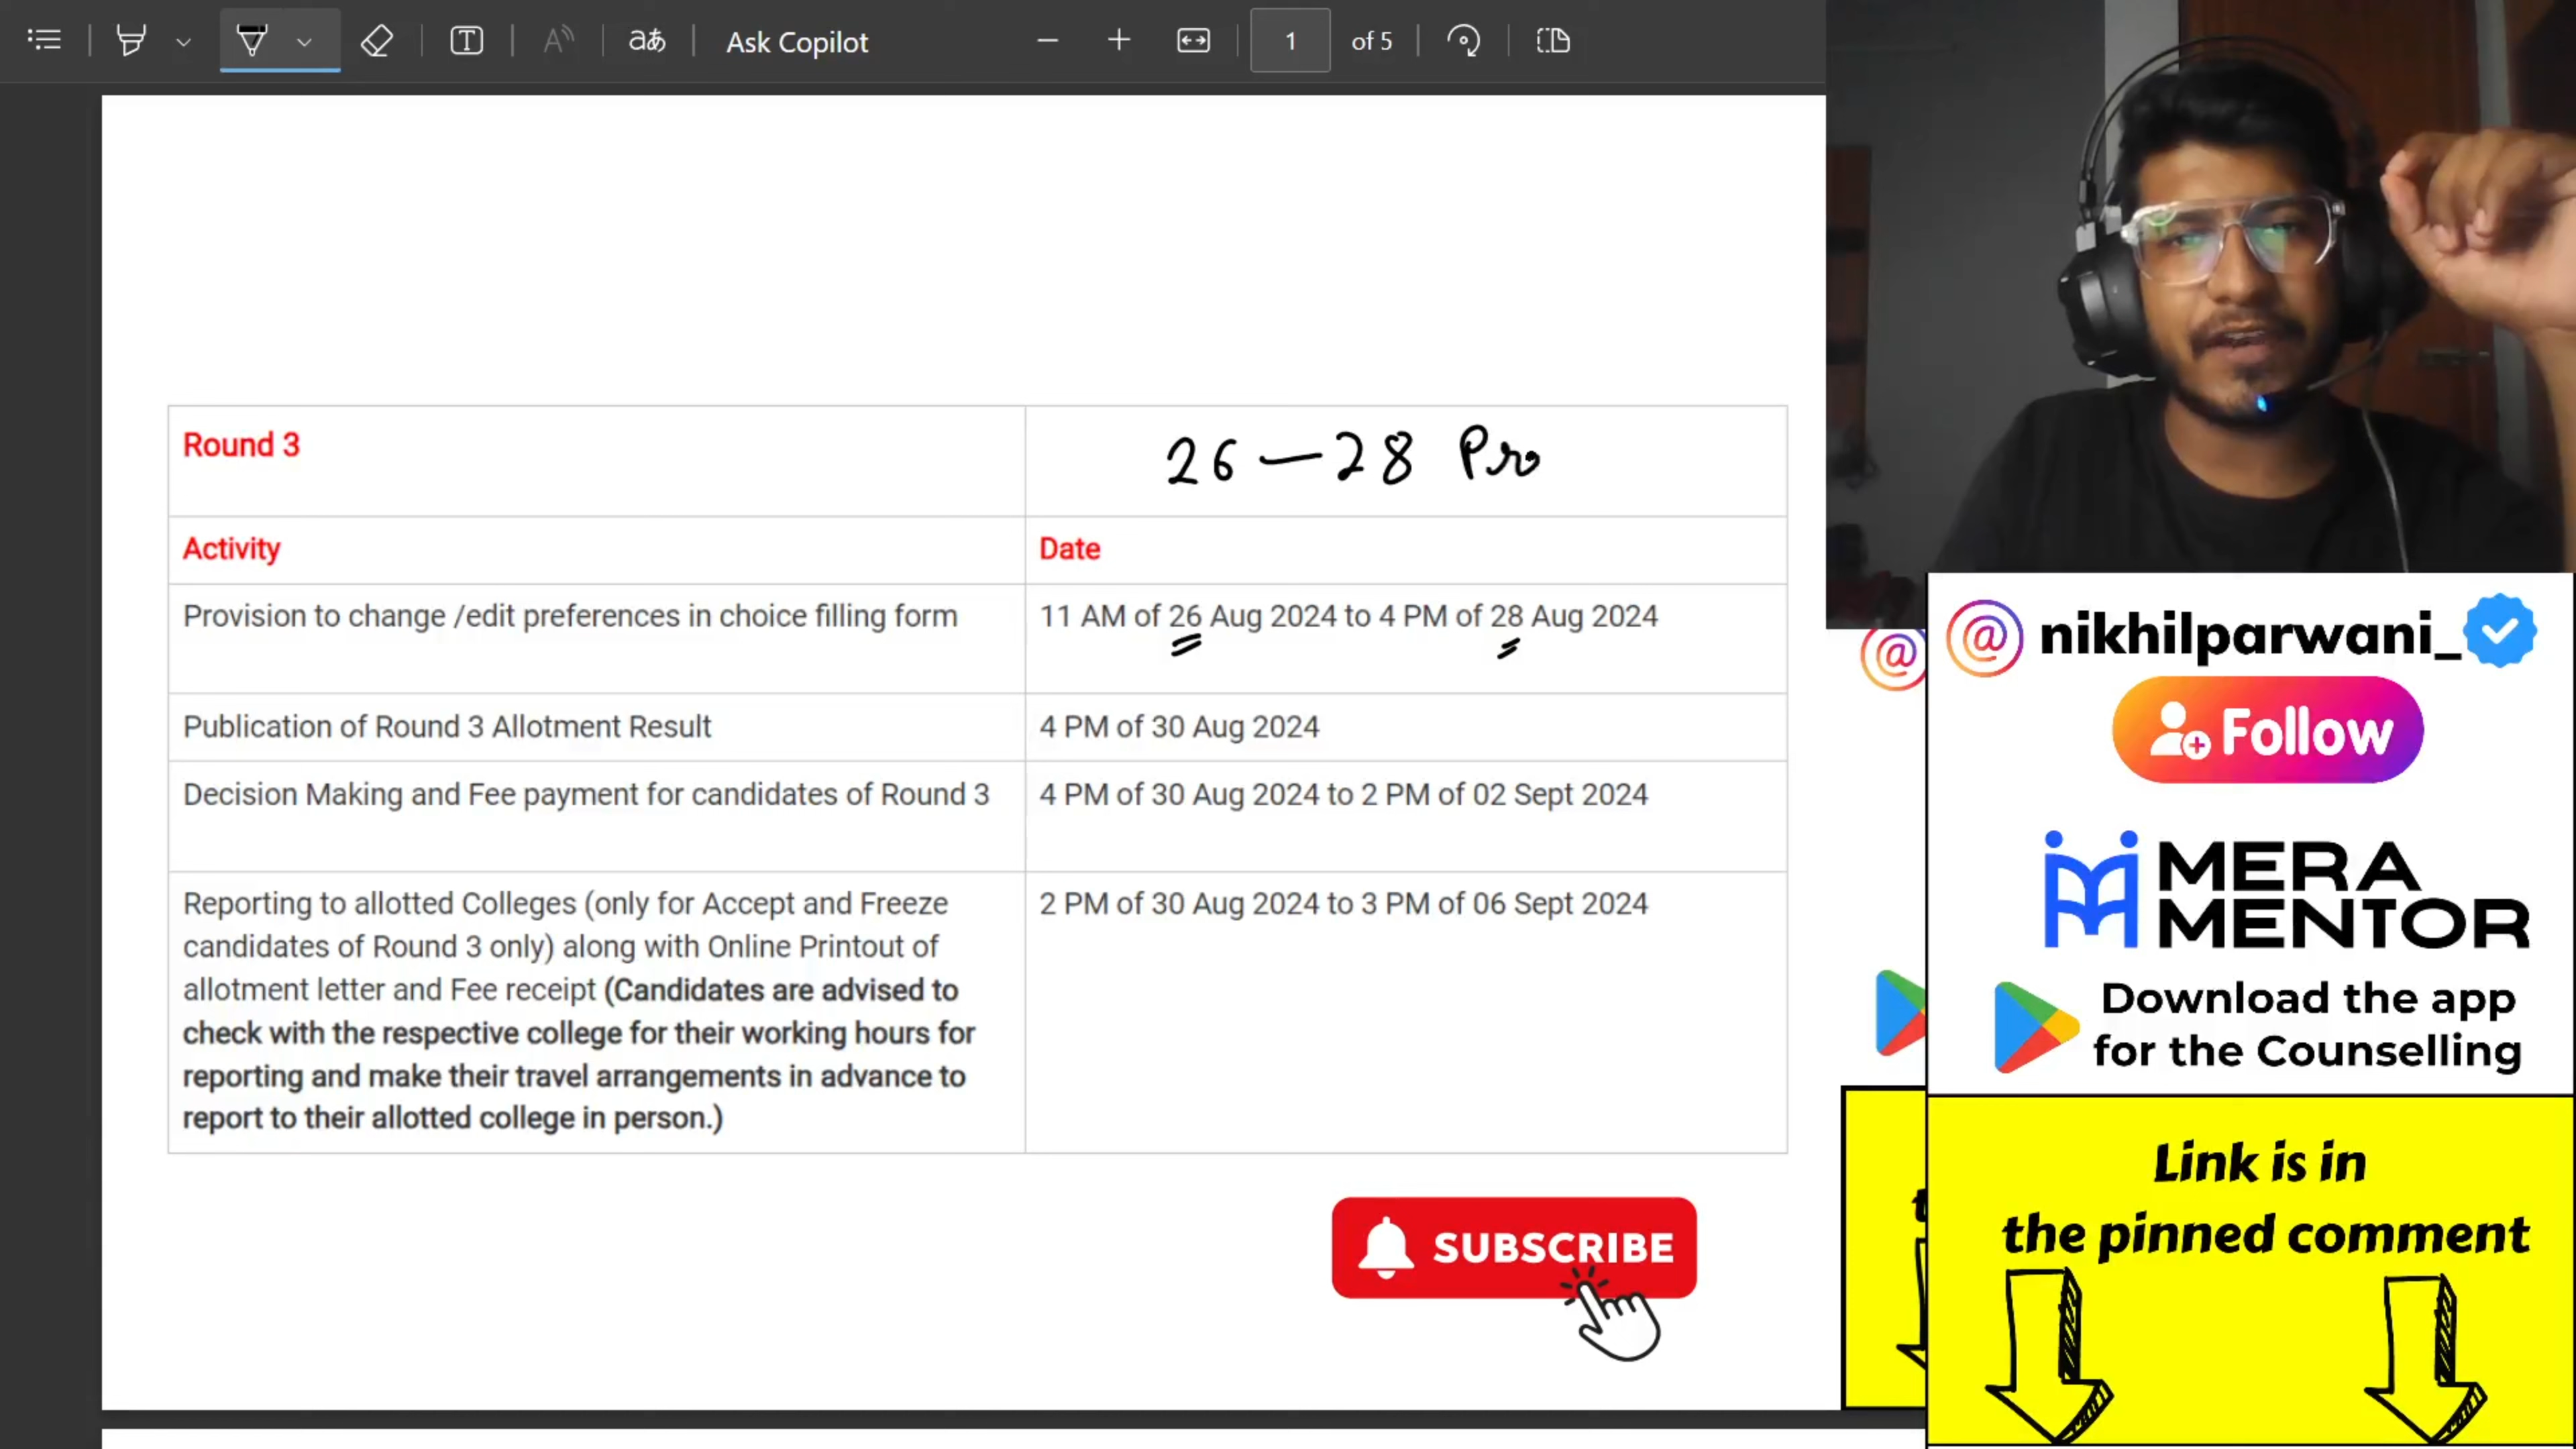 aあ
Ask Copilot
1 of 5
Round 3
26 — 28 Pro
Activity
Date
Provision to change /edit preferences in choice filling form
11 AM of 26 Aug 2024 to 4 PM of 28 Aug 2024
Publication of Round 3 Allotment Result
4 PM of 30 Aug 2024
Decision Making and Fee payment for candidates of Round 3
4 PM of 30 Aug 2024 to 2 PM of 02 Sept 2024
Reporting to allotted Colleges (only for Accept and Freeze
candidates of Round 3 only) along with Online Printout of
allotment letter and Fee receipt (Candidates are advised to
check with the respective college for their working hours for
reporting and make their travel arrangements in advance to
report to their allotted college in person.)
2 PM of 30 Aug 2024 to 3 PM of 06 Sept 2024
SUBSCRIBE
@ nikhilparwani_
Follow
MERA
MENTOR
Download the app
for the Counselling
Link is in
the pinned comment